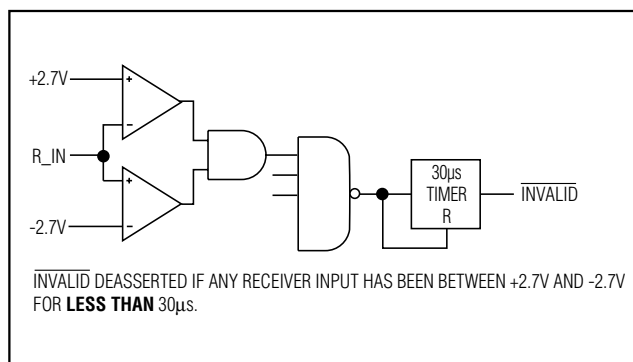 +2.7V
+
-
R_IN
+
-2.7V
-
30µs
TIMER
R
INVALID
INVALID DEASSERTED IF ANY RECEIVER INPUT HAS BEEN BETWEEN +2.7V AND -2.7V
FOR LESS THAN 30µs.